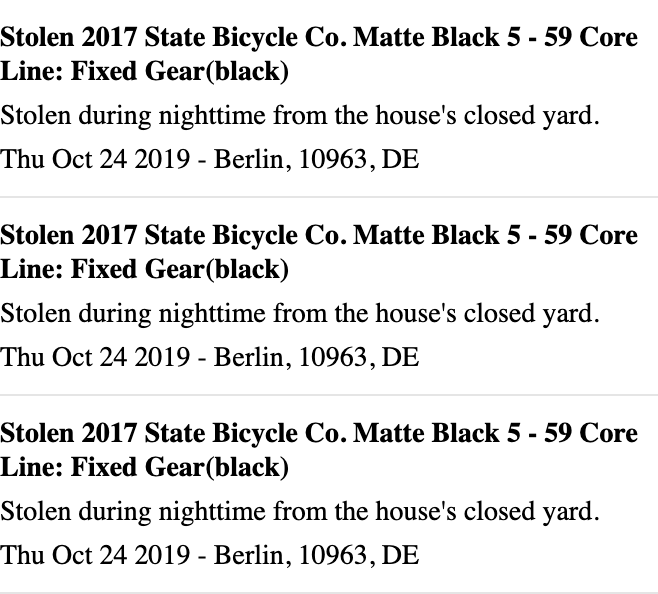 Stolen 2017 State Bicycle Co. Matte Black 5 - 59 Core
Line: Fixed Gear(black)
Stolen during nighttime from the house's closed yard.
Thu Oct 24 2019 - Berlin, 10963, DE
Stolen 2017 State Bicycle Co. Matte Black 5 - 59 Core
Line: Fixed Gear(black)
Stolen during nighttime from the house's closed yard.
Thu Oct 24 2019 - Berlin, 10963, DE
Stolen 2017 State Bicycle Co. Matte Black 5 - 59 Core
Line: Fixed Gear(black)
Stolen during nighttime from the house's closed yard.
Thu Oct 24 2019 - Berlin, 10963, DE